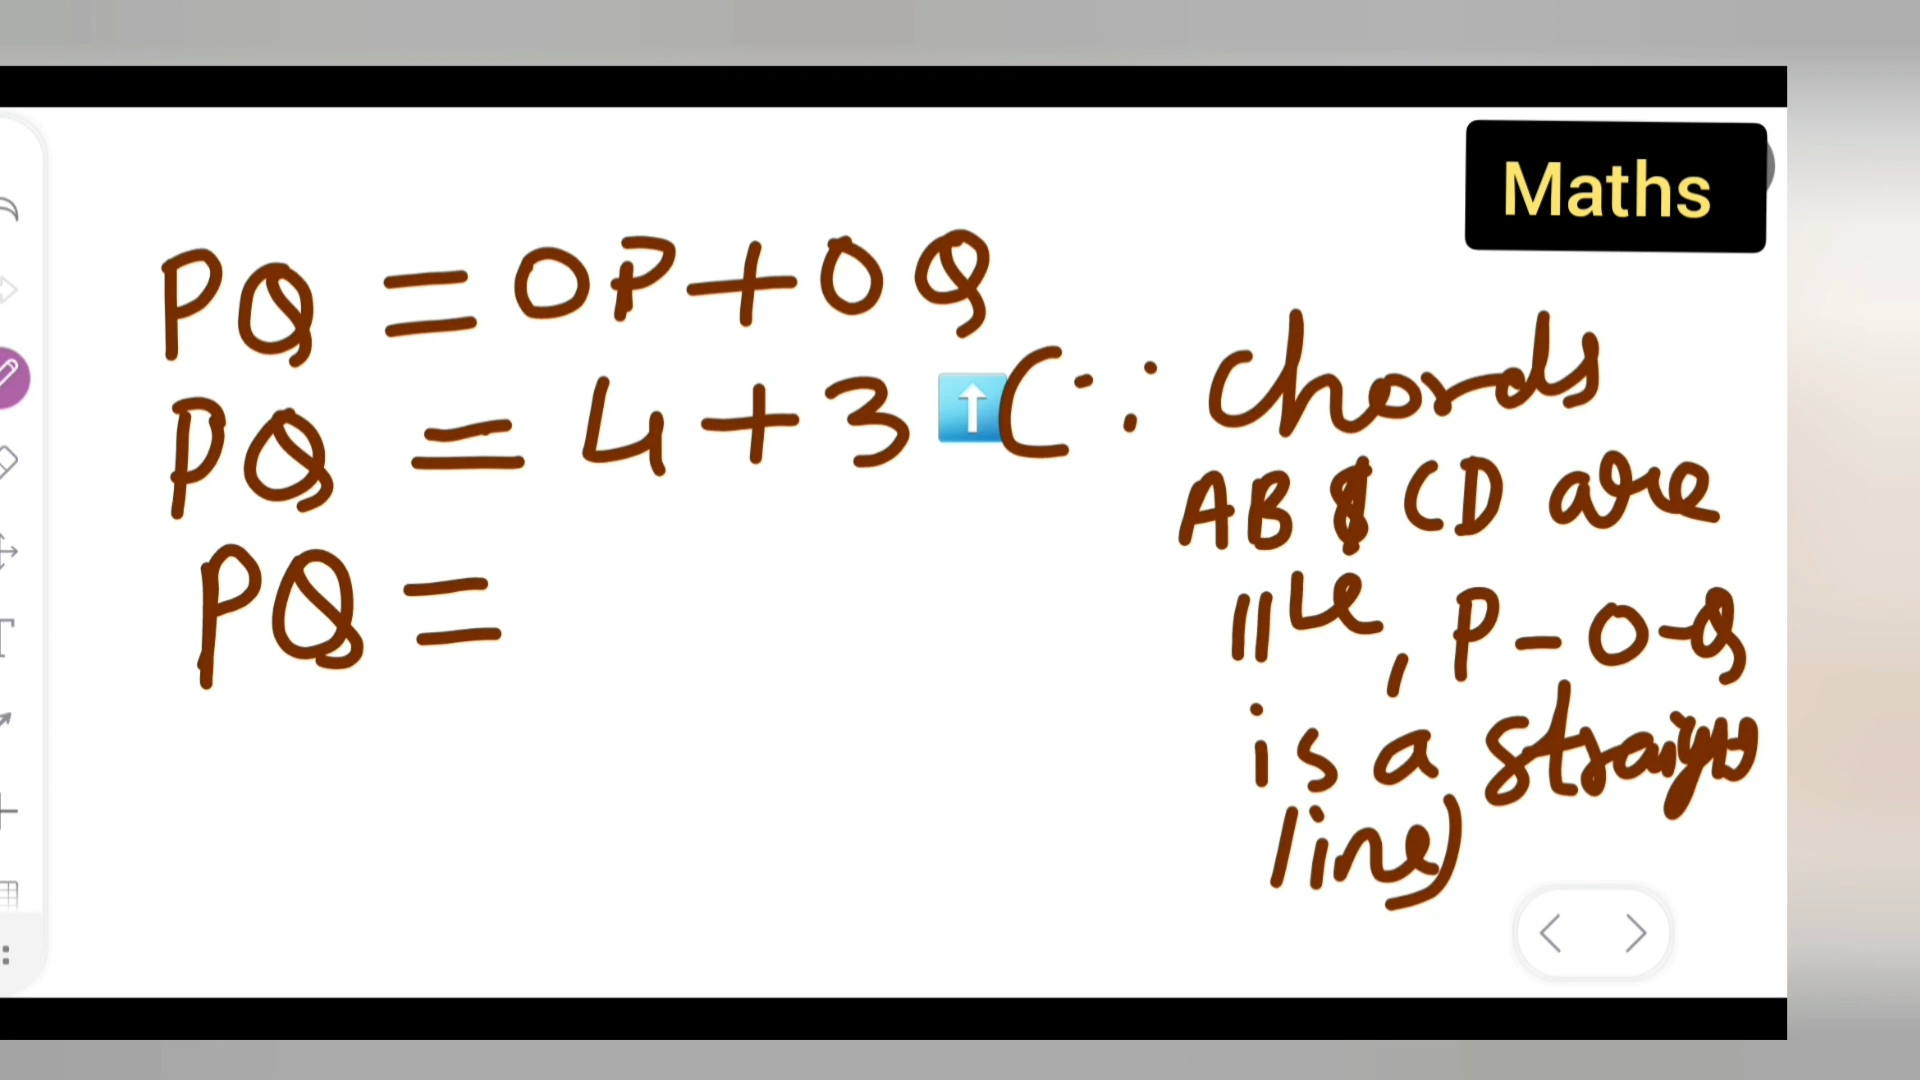 Maths
PQ = OP + OQ
PQ = 4 + 3 (∵ chords
AB & CD are
||le, P-O-Q
is a straight
line)
PQ =